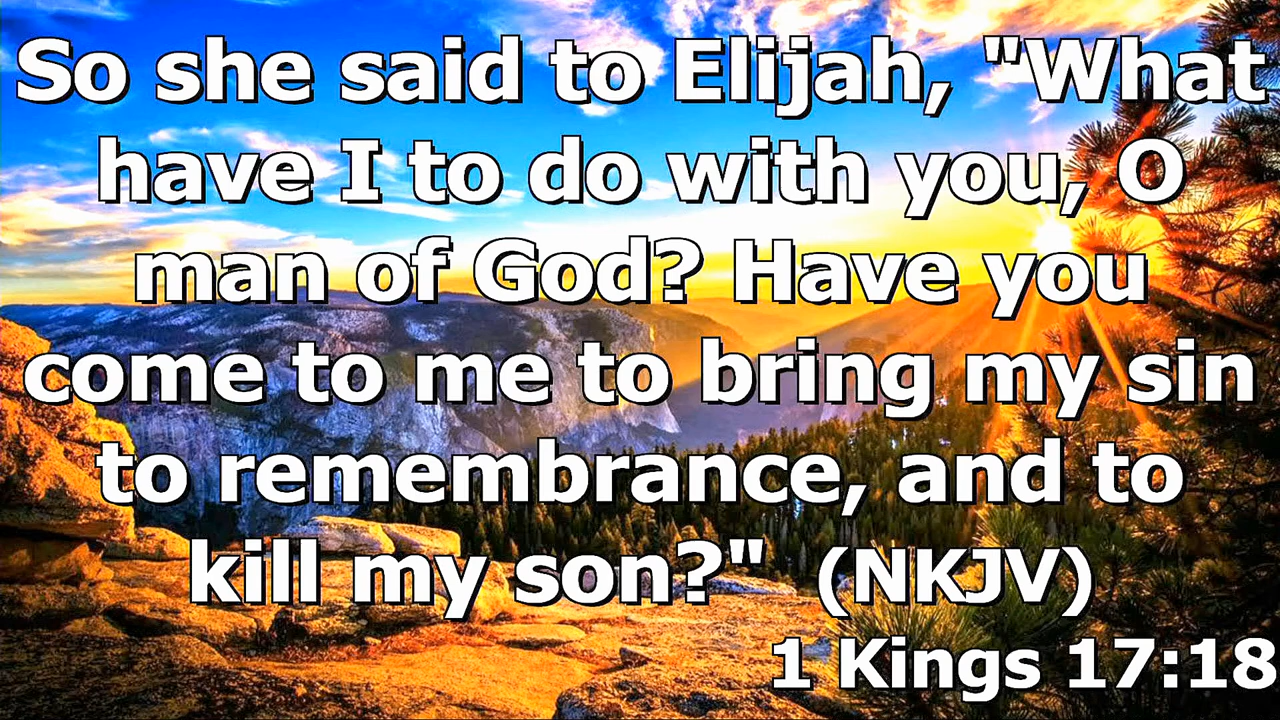 So she said to Elijah, "What
have I to do with you, O
man of God? Have you
come to me to bring my sin
to remembrance, and to
kill my son?" (NKJV)
1 Kings 17:18